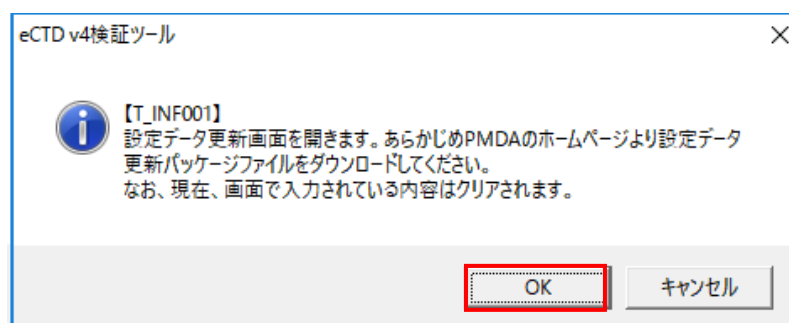 eCTD v4検証ツール
【T_INF001】
設定データ更新画面を開きます。あらかじめPMDAのホームページより設定データ
更新パッケージファイルをダウンロードしてください。
なお、現在、画面で入力されている内容はクリアされます。
OK
キャンセル